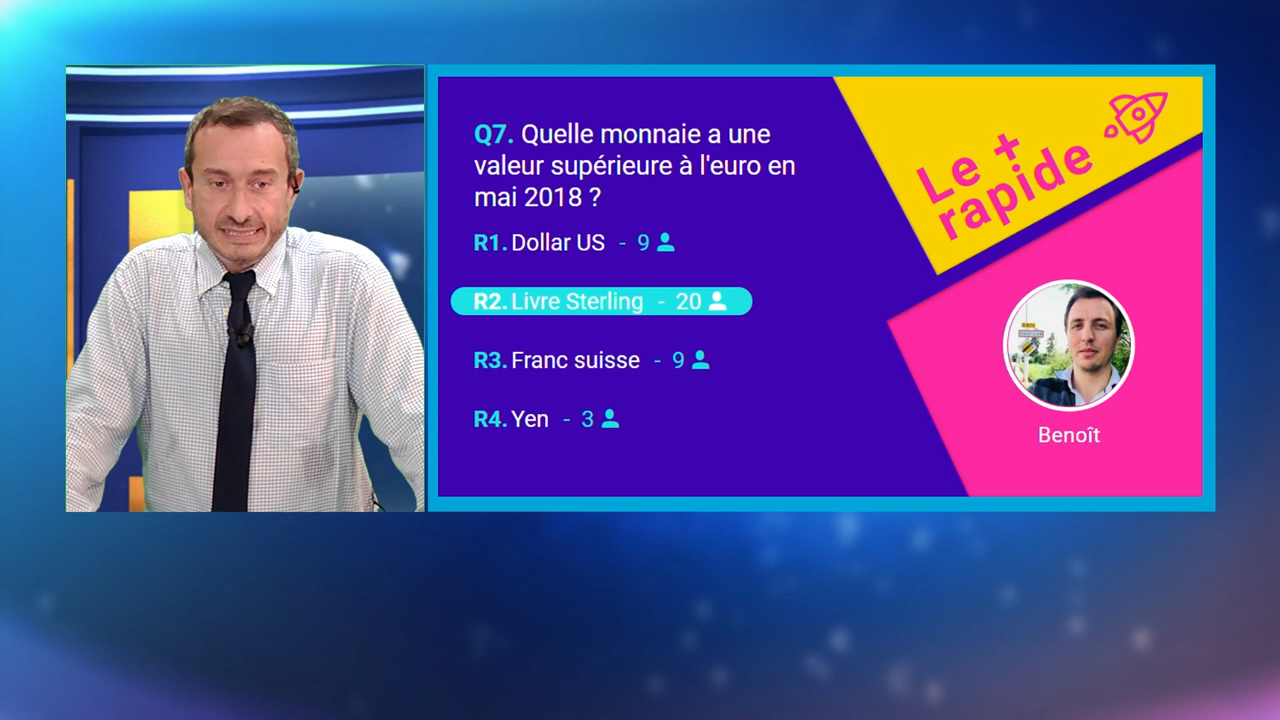 Q7. Quelle monnaie a une
valeur supérieure à l'euro en
mai 2018 ?
R1. Dollar US - 9
R2. Livre Sterling - 20
R3. Franc suisse - 9
R4. Yen - 3
Le +
rapide
Benoît